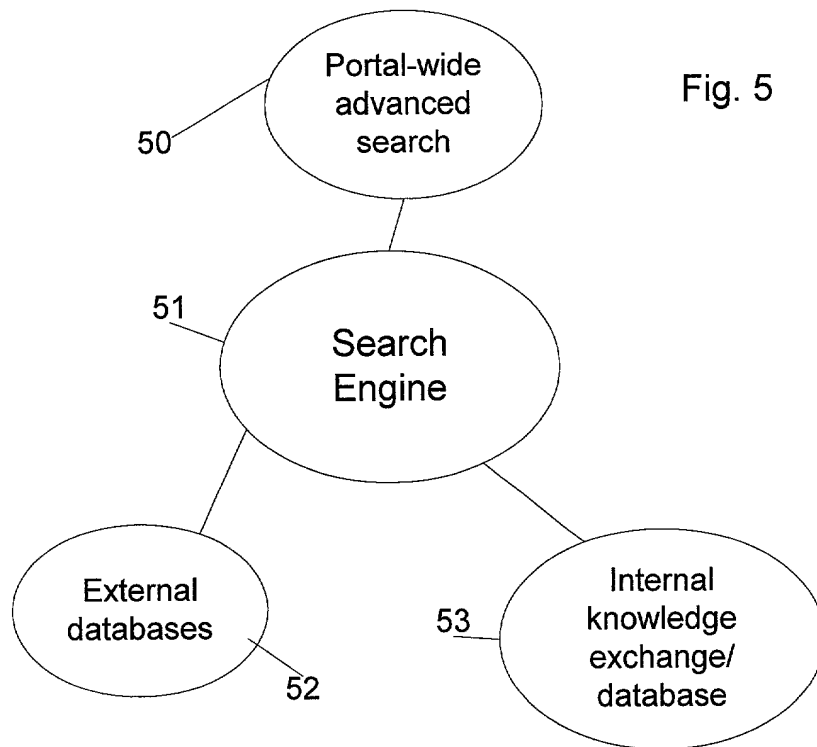 Portal-wide
advanced
search
Fig. 5
50
51
Search
Engine
External
databases
52
53
Internal
knowledge
exchange/
database